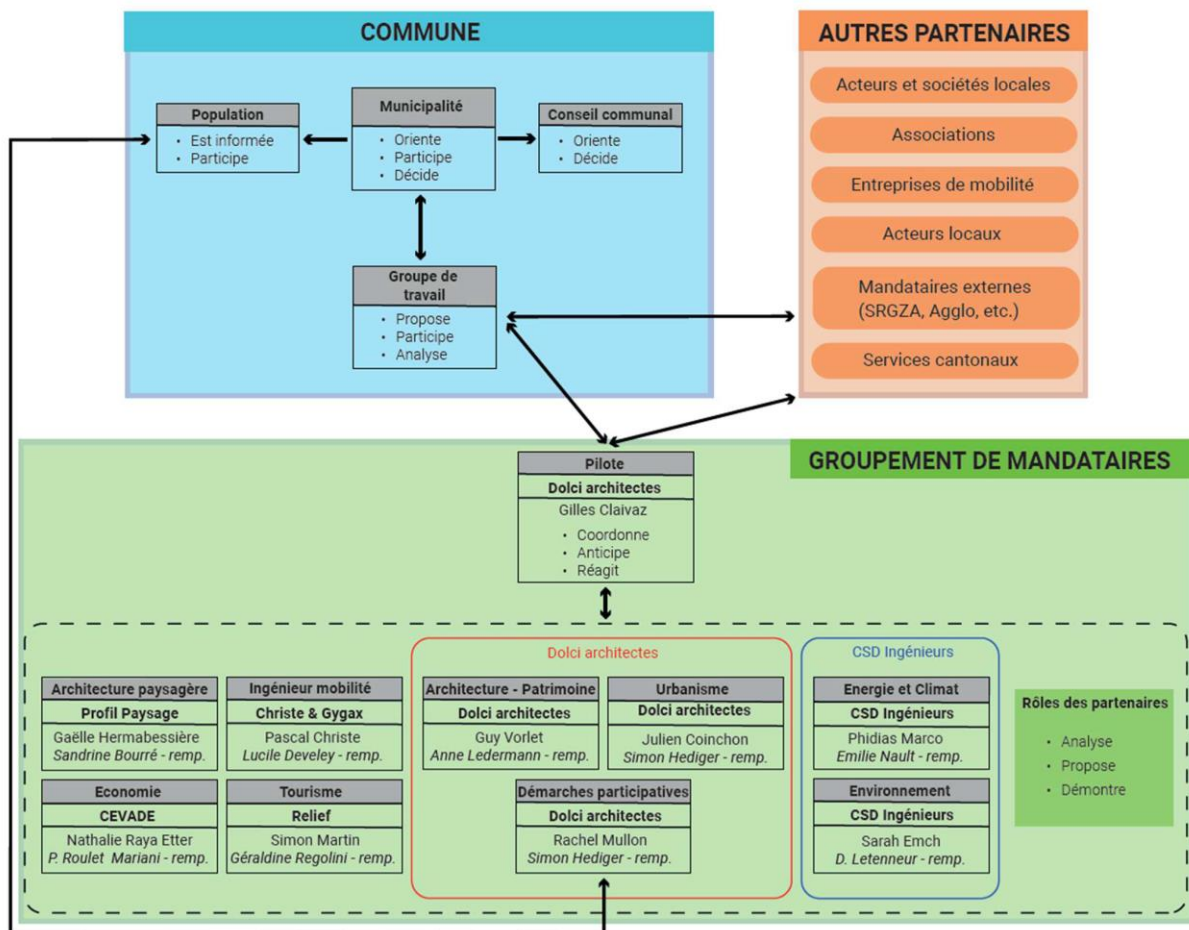 COMMUNE
Population
• Est informée
• Participe
Municipalité
• Oriente
• Participe
• Décide
Conseil communal
• Oriente
• Décide
Groupe de
travail
• Propose
• Participe
• Analyse
AUTRES PARTENAIRES
Acteurs et sociétés locales
Associations
Entreprises de mobilité
Acteurs locaux
Mandataires externes
(SRGZA, Agglo, etc.)
Services cantonaux
GROUPEMENT DE MANDATAIRES
Pilote
Dolci architectes
Gilles Claivaz
• Coordonne
• Anticipe
• Réagit
Architecture paysagère
Profil Paysage
Gaëlle Hermabessière
Sandrine Bourré - remp.
Ingénieur mobilité
Christe & Gygax
Pascal Christe
Lucile Develey - remp.
Economie
CEVADE
Nathalie Raya Etter
P. Roulet Mariani - remp.
Tourisme
Relief
Simon Martin
Géraldine Regolini - remp.
Dolci architectes
Architecture - Patrimoine
Dolci architectes
Guy Vorlet
Anne Ledermann - remp.
Urbanisme
Dolci architectes
Julien Coinchon
Simon Hediger - remp.
Démarches participatives
Dolci architectes
Rachel Mullon
Simon Hediger - remp.
CSD Ingénieurs
Energie et Climat
CSD Ingénieurs
Phidias Marco
Emilie Nault - remp.
Environnement
CSD Ingénieurs
Sarah Emch
D. Letenneur - remp.
Rôles des partenaires
• Analyse
• Propose
• Démontre